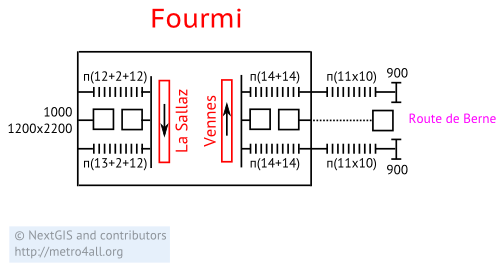 Fourmi
п(12+2+12)
п(14+14)
п(11x10)
900
1000
1200x2200
La Sallaz
Vennes
Route de Berne
п(13+2+12)
п(14+14)
п(11x10)
900
© NextGIS and contributors
http://metro4all.org